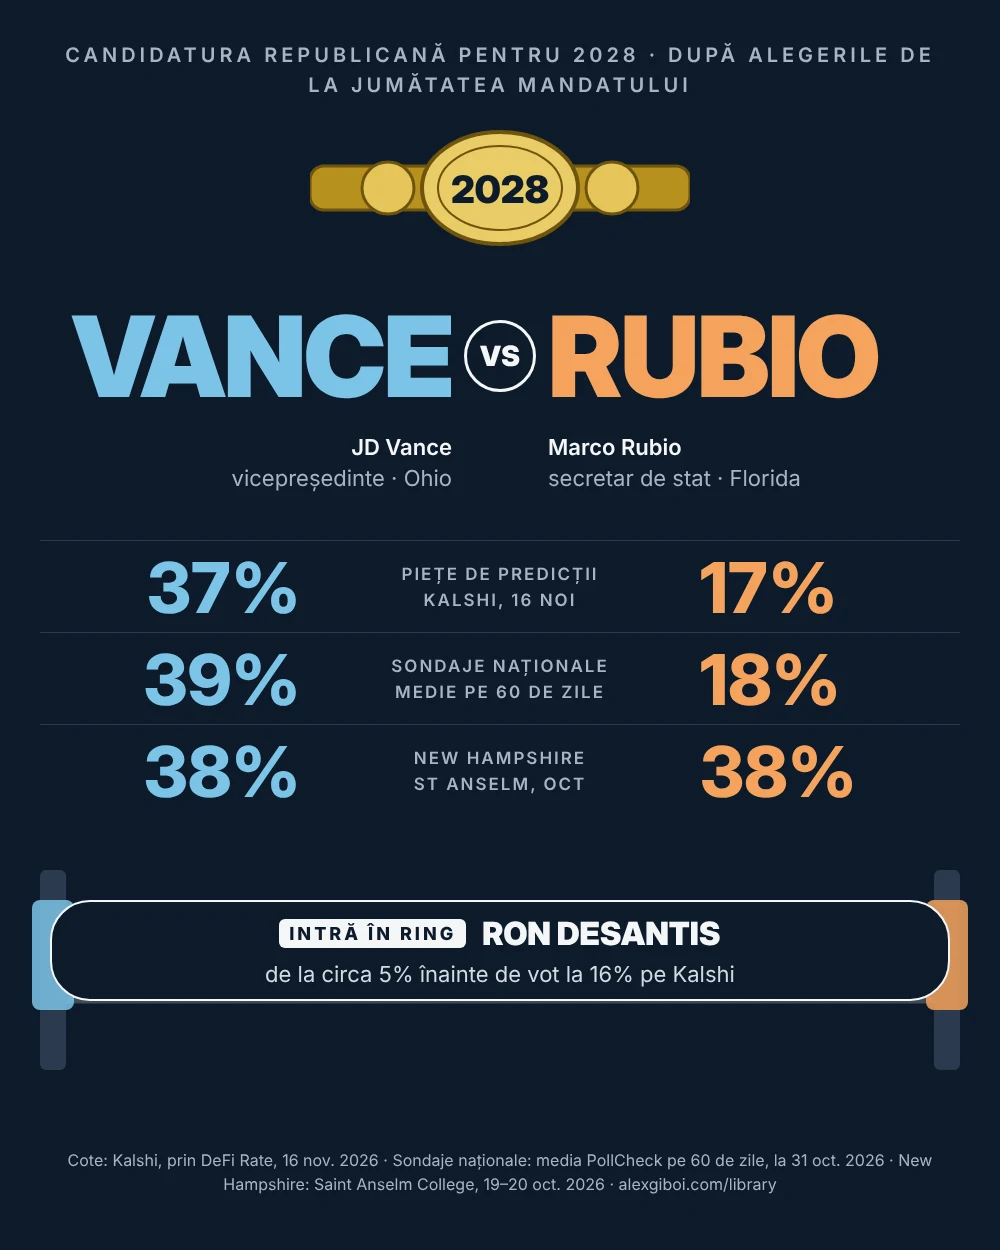 CANDIDATURA REPUBLICANĂ PENTRU 2028 · DUPĂ ALEGERILE DE
LA JUMĂTATEA MANDATULUI
2028
VANCE VS RUBIO
JD Vance
vicepreședinte · Ohio
Marco Rubio
secretar de stat · Florida
37%
PIEȚE DE PREDICȚII
KALSHI, 16 NOI
17%
39%
SONDAJE NAȚIONALE
MEDIE PE 60 DE ZILE
18%
38%
NEW HAMPSHIRE
ST ANSELM, OCT
38%
INTRĂ ÎN RING RON DESANTIS
de la circa 5% înainte de vot la 16% pe Kalshi
Cote: Kalshi, prin DeFi Rate, 16 nov. 2026 · Sondaje naționale: media PollCheck pe 60 de zile, la 31 oct. 2026 · New
Hampshire: Saint Anselm College, 19–20 oct. 2026 · alexgiboi.com/library